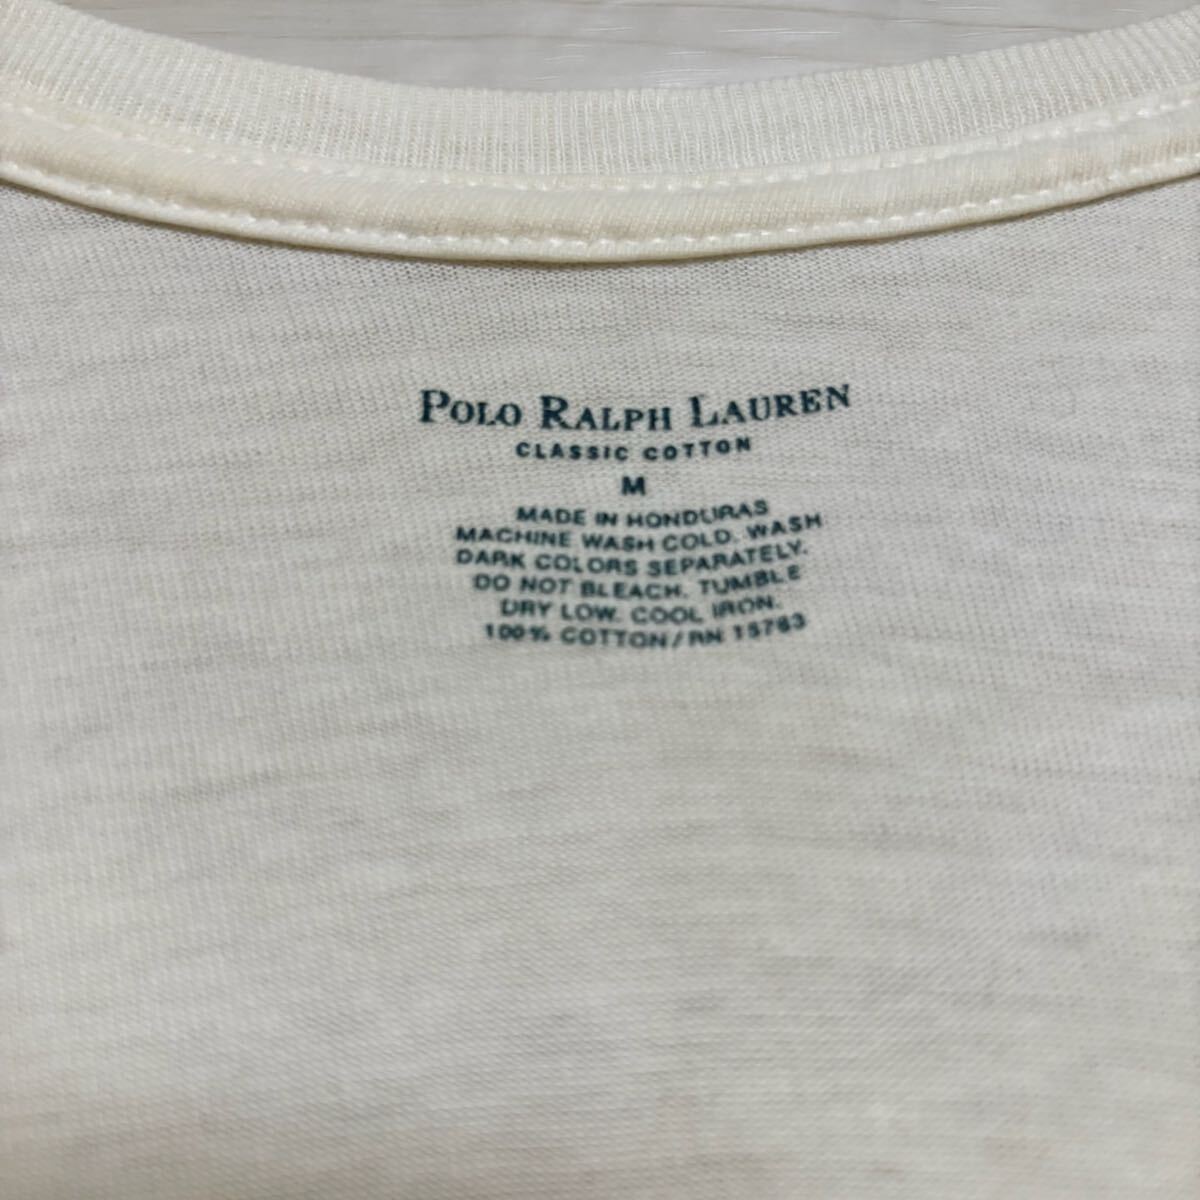 POLO RALPH LAUREN
CLASSIC COTTON
M
MADE IN HONDURAS
MACHINE WASH COLD. WASH
DARK COLORS SEPARATELY.
DO NOT BLEACH. TUMBLE
DRY LOW. COOL IRON.
100% COTTON/RN 15763